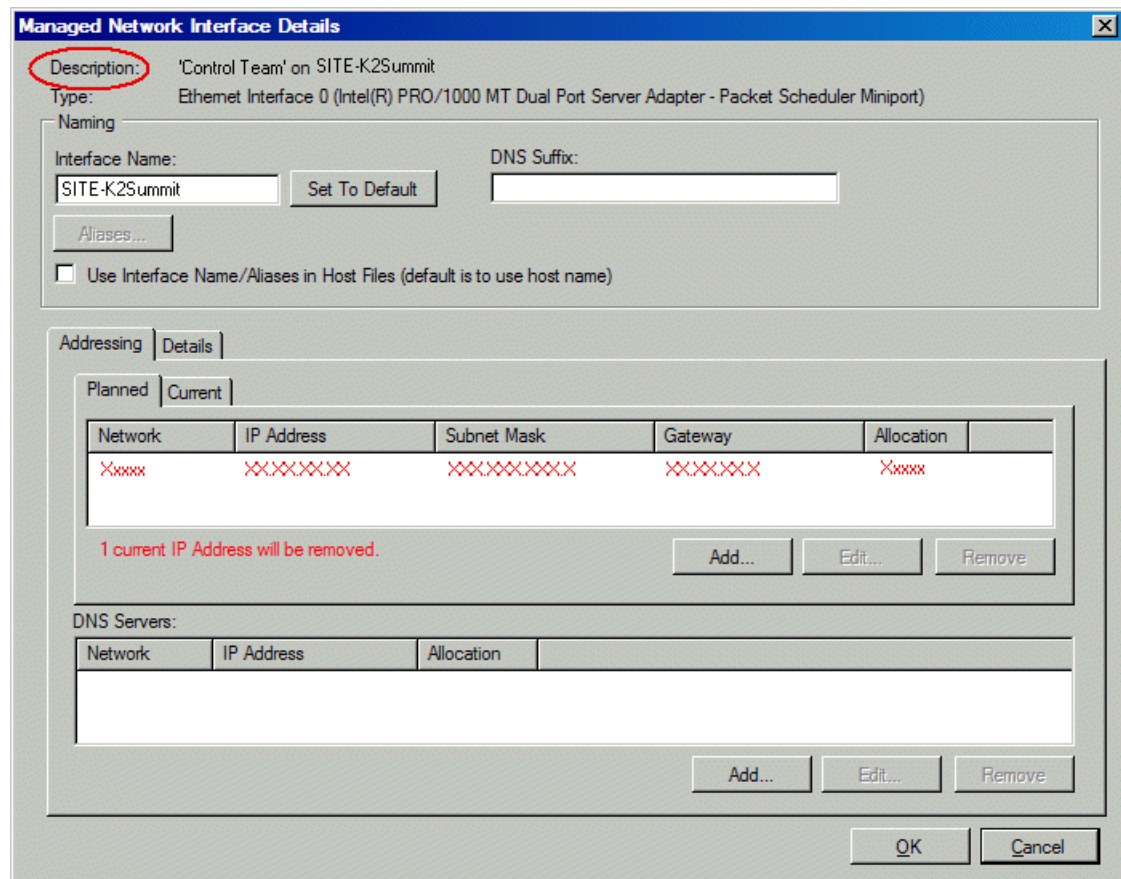 Managed Network Interface Details
Description: 'Control Team' on SITE-K2Summit
Type: Ethernet Interface 0 (Intel(R) PRO/1000 MT Dual Port Server Adapter - Packet Scheduler Miniport)
Naming
Interface Name: DNS Suffix:
SITE-K2Summit Set To Default
Aliases...
Use Interface Name/Aliases in Host Files (default is to use host name)
Addressing Details
Planned Current
Network IP Address Subnet Mask Gateway Allocation
Xxxxx XX.XX.XX.XX XXX.XXX.XXX.X XX.XX.XX.X Xxxxx
1 current IP Address will be removed. Add... Edit... Remove
DNS Servers:
Network IP Address Allocation
Add... Edit... Remove
OK Cancel